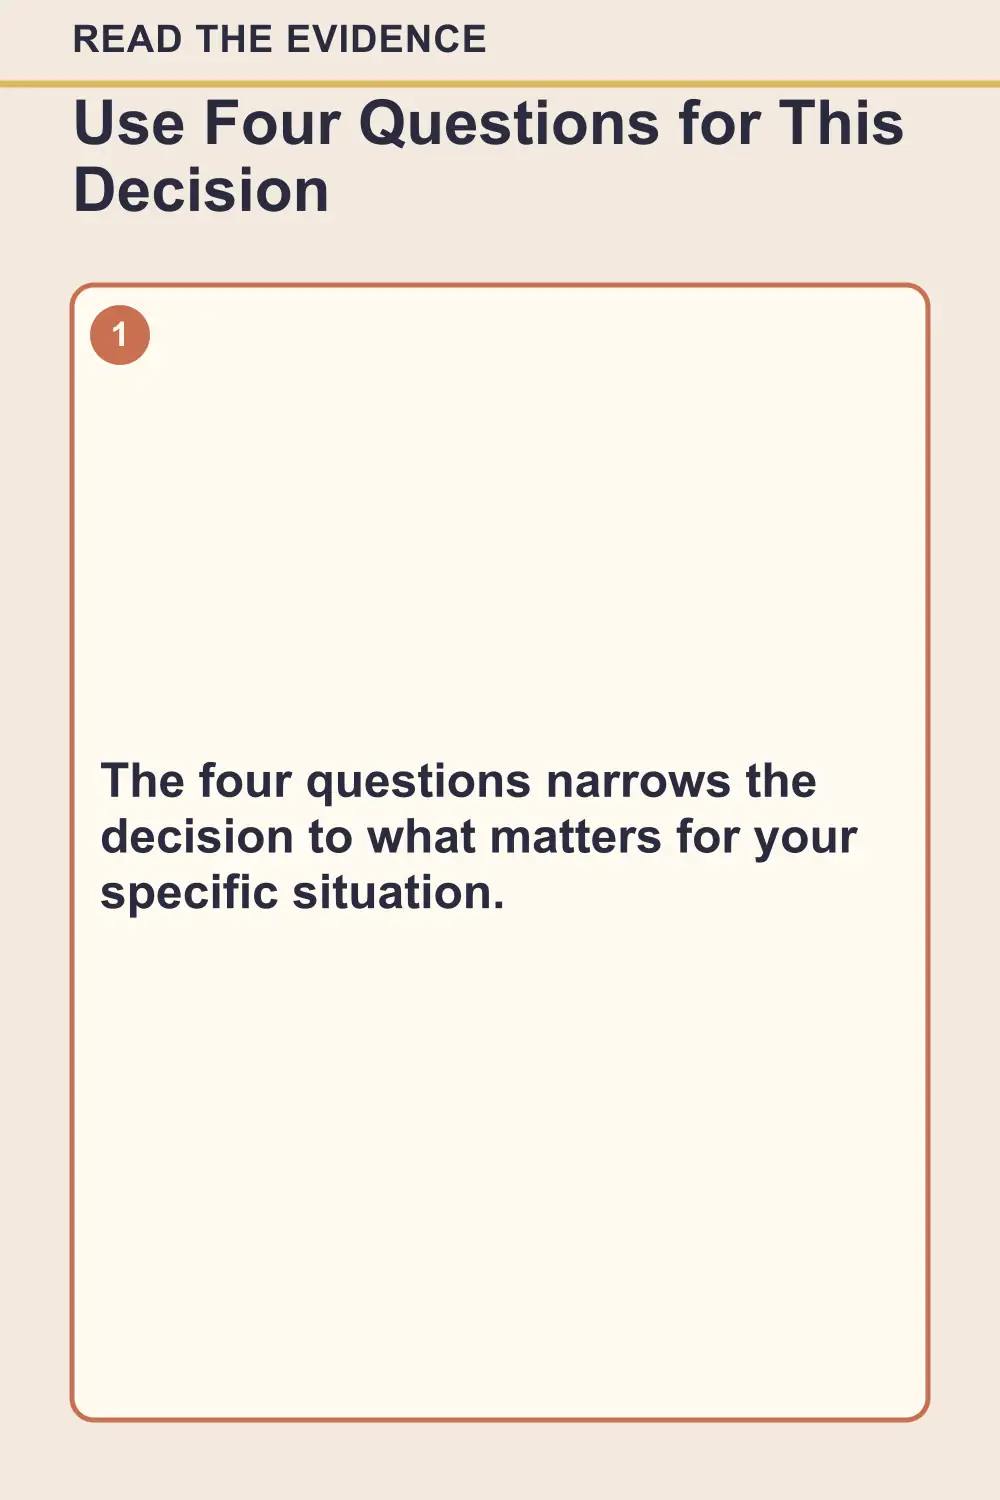 READ THE EVIDENCE
Use Four Questions for This
Decision
1
The four questions narrows the
decision to what matters for your
specific situation.